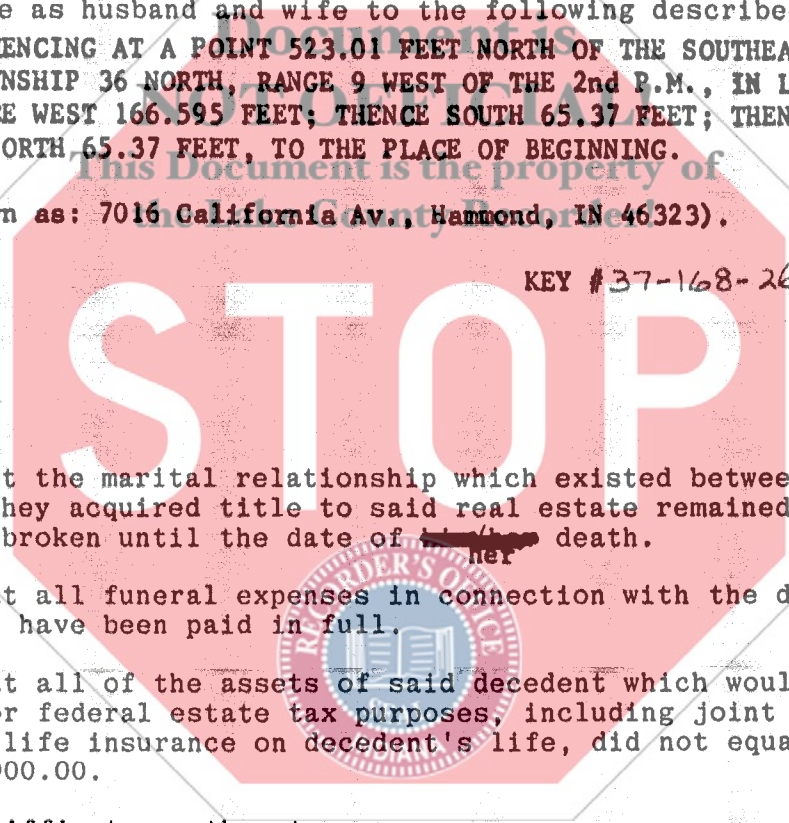 e as husband and wife to the following describe
Document is
ENCING AT A POINT 523.01 FEET NORTH OF THE SOUTHEA
NSHIP 36 NORTH, RANGE 9 WEST OF THE 2nd P.M., IN L
NOT OFFICIAL!
E WEST 166.595 FEET; THENCE SOUTH 65.37 FEET; THEN
ORTH 65.37 FEET, TO THE PLACE OF BEGINNING.
This Document is the property of
n as: 7016 California Av., Hammond, IN 46323).
the Lake County Recorder!
KEY #37-168-26
STOP
t the marital relationship which existed betwee
hey acquired title to said real estate remained
broken until the date of death.
her
t all funeral expenses in connection with the d
have been paid in full.
RECORDER'S OFFICE
t all of the assets of said decedent which woul
r federal estate tax purposes, including joint
SEAL
life insurance on decedent's life, did not equa
INDIANA
000.00.